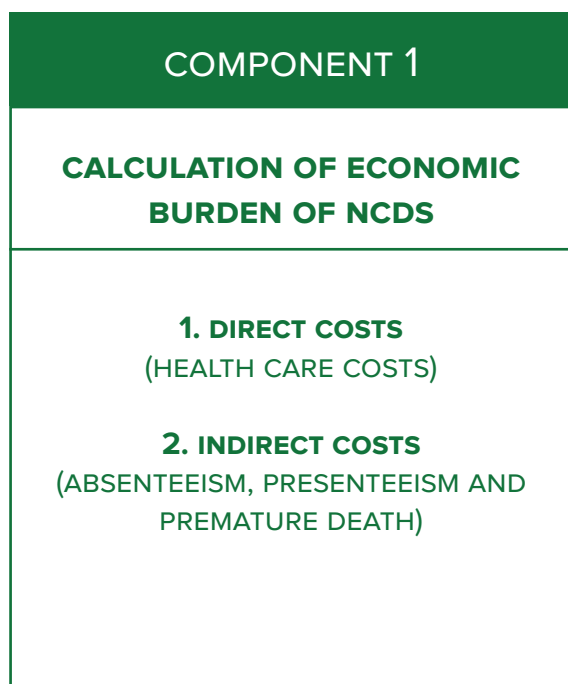 COMPONENT 1
CALCULATION OF ECONOMIC
BURDEN OF NCDS
1. DIRECT COSTS
(HEALTH CARE COSTS)
2. INDIRECT COSTS
(ABSENTEEISM, PRESENTEEISM AND
PREMATURE DEATH)